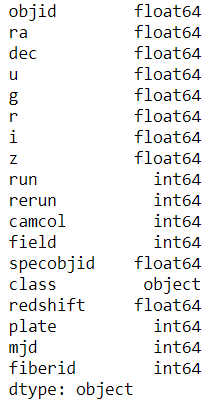 objid float64
ra float64
dec float64
u float64
g float64
r float64
i float64
z float64
run int64
rerun int64
camcol int64
field int64
specobjid float64
class object
redshift float64
plate int64
mjd int64
fiberid int64
dtype: object